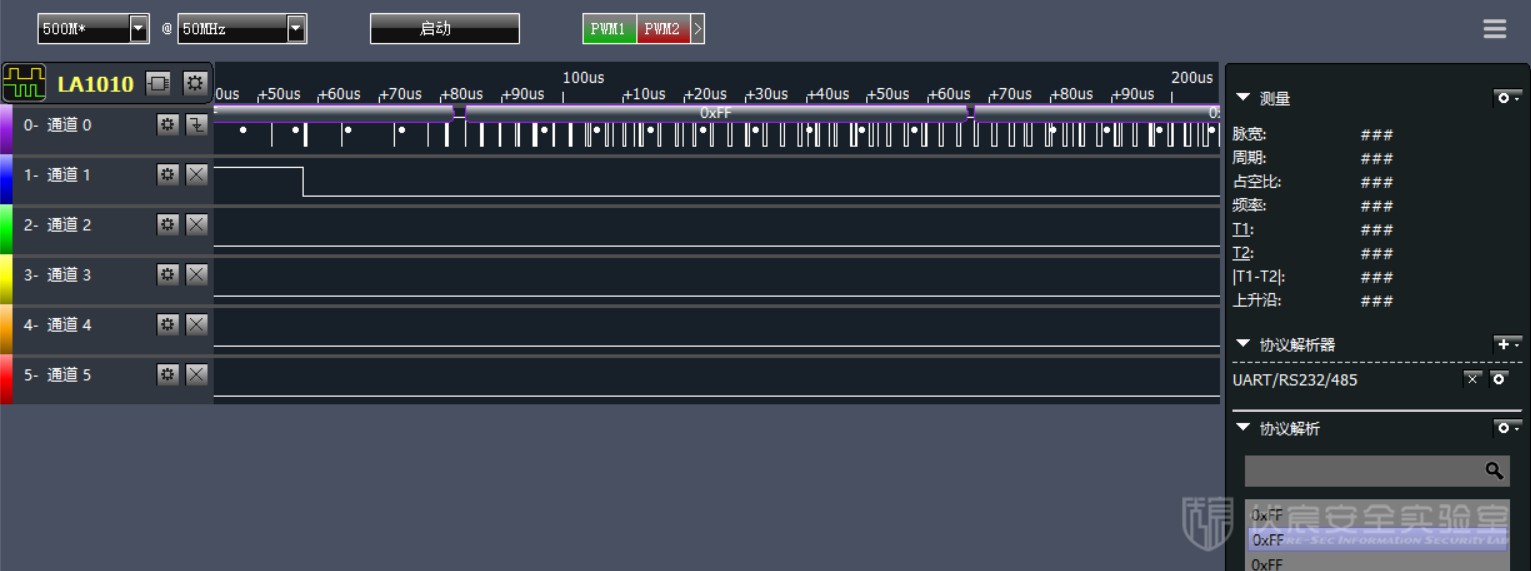 500M* @ 50MHz 启动 PWM1 PWM2 >
LA1010
0us +50us +60us +70us +80us +90us 100us +10us +20us +30us +40us +50us +60us +70us +80us +90us 200us
0xFF
0- 通道 0
1- 通道 1
2- 通道 2
3- 通道 3
4- 通道 4
5- 通道 5
测量
脉宽: ###
周期: ###
占空比: ###
频率: ###
T1: ###
T2: ###
|T1-T2|: ###
上升沿: ###
协议解析器
UART/RS232/485
协议解析
0xFF
0xFF
0xFF
安全实验室
Sec Information Security Lab